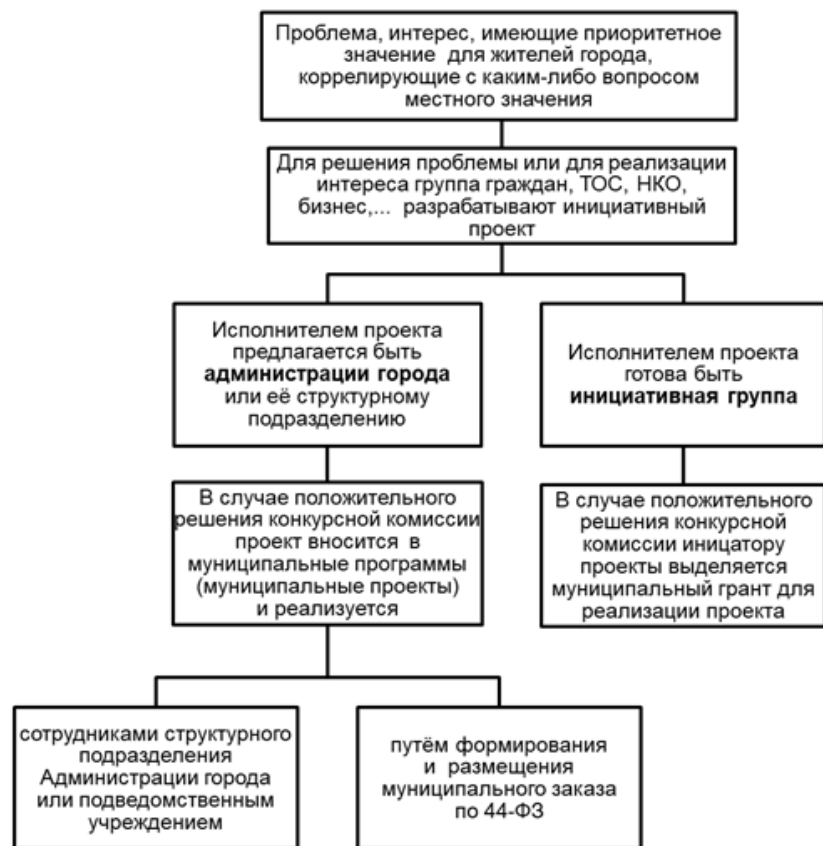 Проблема, интерес, имеющие приоритетное
значение для жителей города,
коррелирующие с каким-либо вопросом
местного значения
Для решения проблемы или для реализации
интереса группа граждан, ТОС, НКО,
бизнес,... разрабатывают инициативный
проект
Исполнителем проекта
предлагается быть
администрации города
или её структурному
подразделению
Исполнителем проекта
готова быть
инициативная группа
В случае положительного
решения конкурсной комиссии
проект вносится в
муниципальные программы
(муниципальные проекты)
и реализуется
В случае положительного
решения конкурсной
комиссии иницатору
проекты выделяется
муниципальный грант для
реализации проекта
сотрудниками структурного
подразделения
Администрации города
или подведомственным
учреждением
путём формирования
и размещения
муниципального заказа
по 44-ФЗ